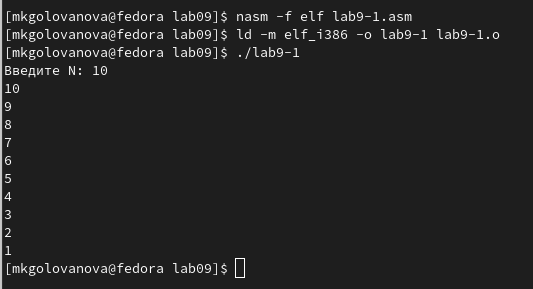 [mkgolovanova@fedora lab09]$ nasm -f elf lab9-1.asm
[mkgolovanova@fedora lab09]$ ld -m elf_i386 -o lab9-1 lab9-1.o
[mkgolovanova@fedora lab09]$ ./lab9-1
Введите N: 10
10
9
8
7
6
5
4
3
2
1
[mkgolovanova@fedora lab09]$